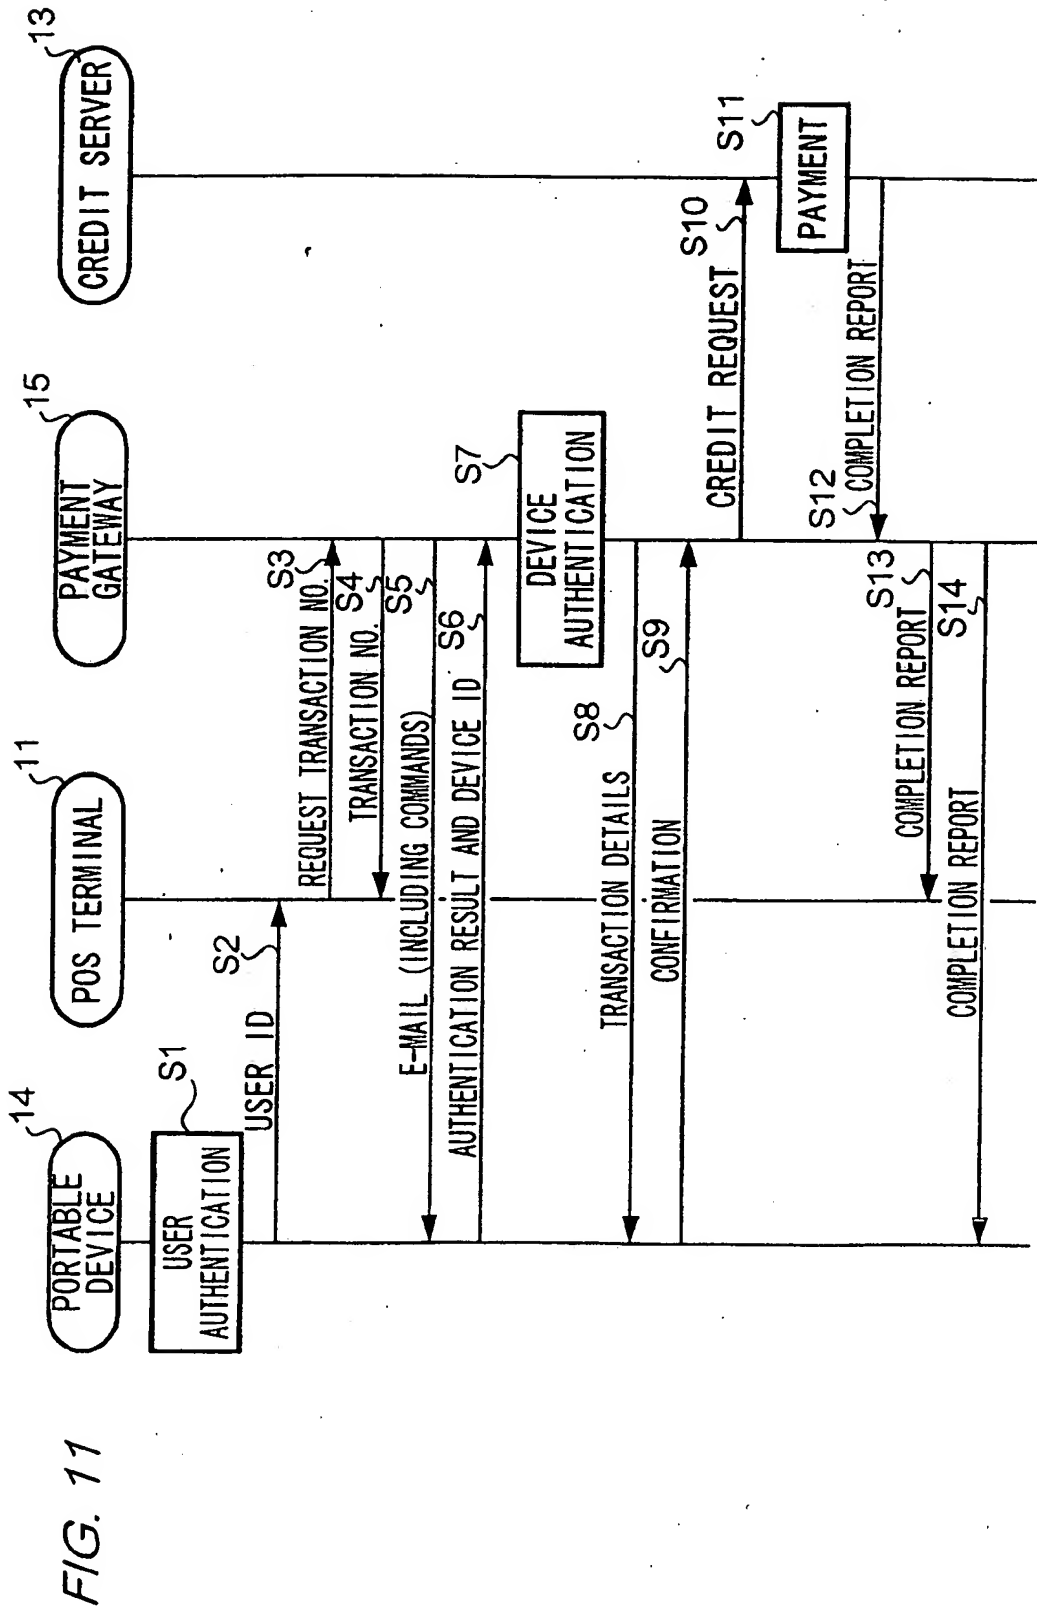 FIG. 11
14
PORTABLE
DEVICE
11
POS TERMINAL
15
PAYMENT
GATEWAY
13
CREDIT SERVER
USER
AUTHENTICATION
S1
USER ID
S2
REQUEST TRANSACTION NO.
S3
TRANSACTION NO.
S4
E-MAIL (INCLUDING COMMANDS)
S5
AUTHENTICATION RESULT AND DEVICE ID
S6
DEVICE
AUTHENTICATION
S7
TRANSACTION DETAILS
S8
CONFIRMATION
S9
CREDIT REQUEST
S10
PAYMENT
S11
COMPLETION REPORT
S12
COMPLETION REPORT
S13
COMPLETION REPORT
S14